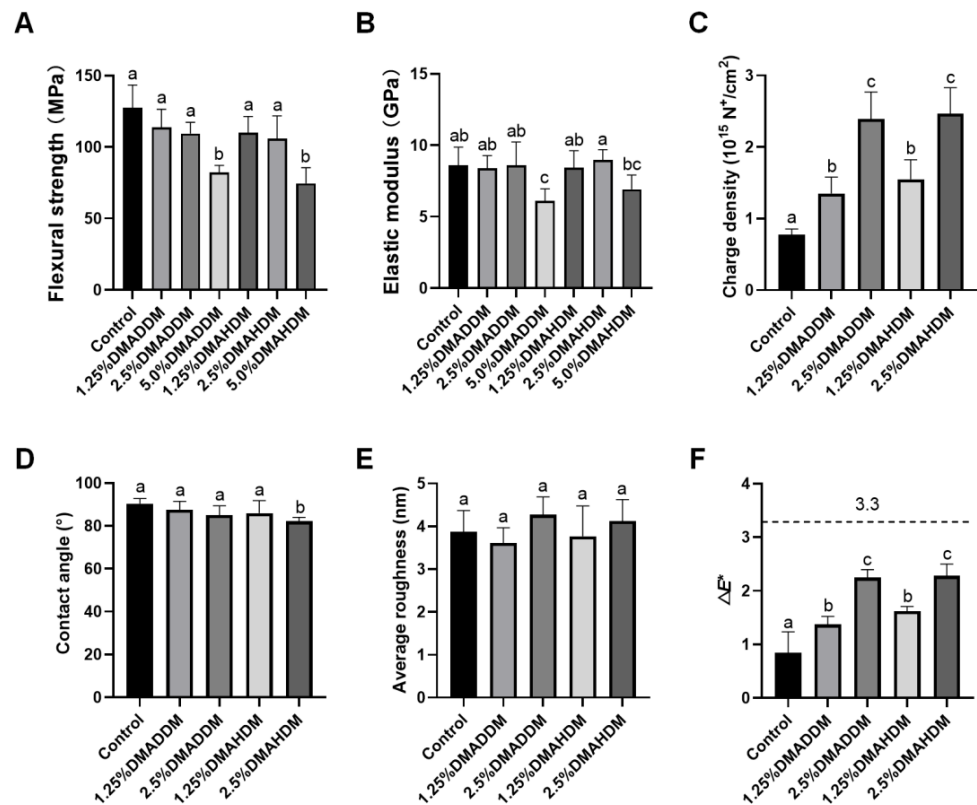 A
Flexural strength (MPa)
150
100
50
0
a
a
a
b
a
a
b
Control
1.25%DMADDM
2.5%DMADDM
5.0%DMADDM
1.25%DMAHDM
2.5%DMAHDM
5.0%DMAHDM
B
Elastic modulus (GPa)
15
10
5
0
ab
ab
ab
c
ab
a
bc
Control
1.25%DMADDM
2.5%DMADDM
5.0%DMADDM
1.25%DMAHDM
2.5%DMAHDM
5.0%DMAHDM
C
Charge density (10¹⁵ N⁺/cm²)
3
2
1
0
a
b
c
b
c
Control
1.25%DMADDM
2.5%DMADDM
1.25%DMAHDM
2.5%DMAHDM
D
Contact angle (°)
100
80
60
40
20
0
a
a
a
a
b
Control
1.25%DMADDM
2.5%DMADDM
1.25%DMAHDM
2.5%DMAHDM
E
Average roughness (nm)
5
4
3
2
1
0
a
a
a
a
a
Control
1.25%DMADDM
2.5%DMADDM
1.25%DMAHDM
2.5%DMAHDM
F
△E*
4
3
2
1
0
3.3
a
b
c
b
c
Control
1.25%DMADDM
2.5%DMADDM
1.25%DMAHDM
2.5%DMAHDM